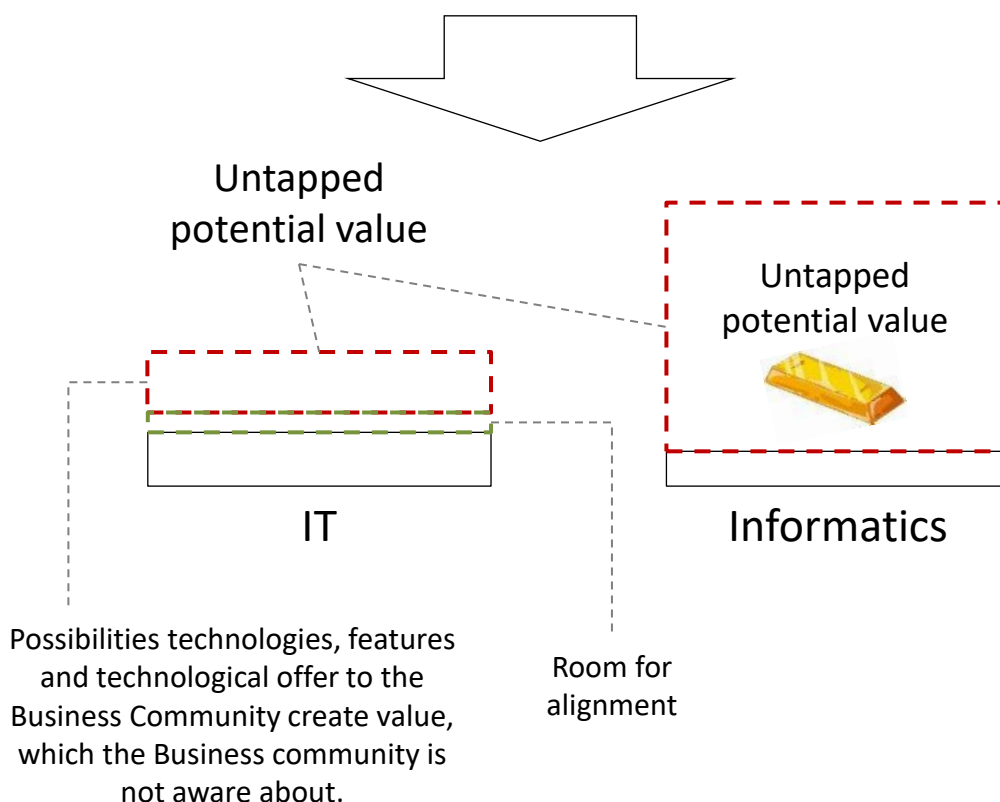 Untapped
potential value
Untapped
potential value
IT
Informatics
Possibilities technologies, features
and technological offer to the
Business Community create value,
which the Business community is
not aware about.
Room for
alignment